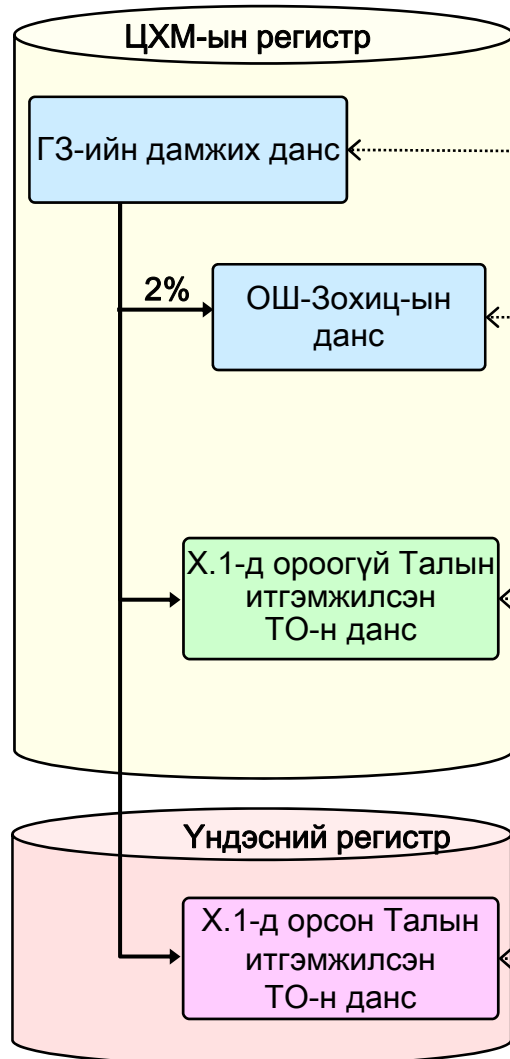 ЦХМ-ын регистр
ГЗ-ийн дамжих данс
2%
ОШ-Зохиц-ын
данс
Х.1-д ороогүй Талын
итгэмжилсэн
ТО-н данс
Үндэсний регистр
Х.1-д орсон Талын
итгэмжилсэн
ТО-н данс